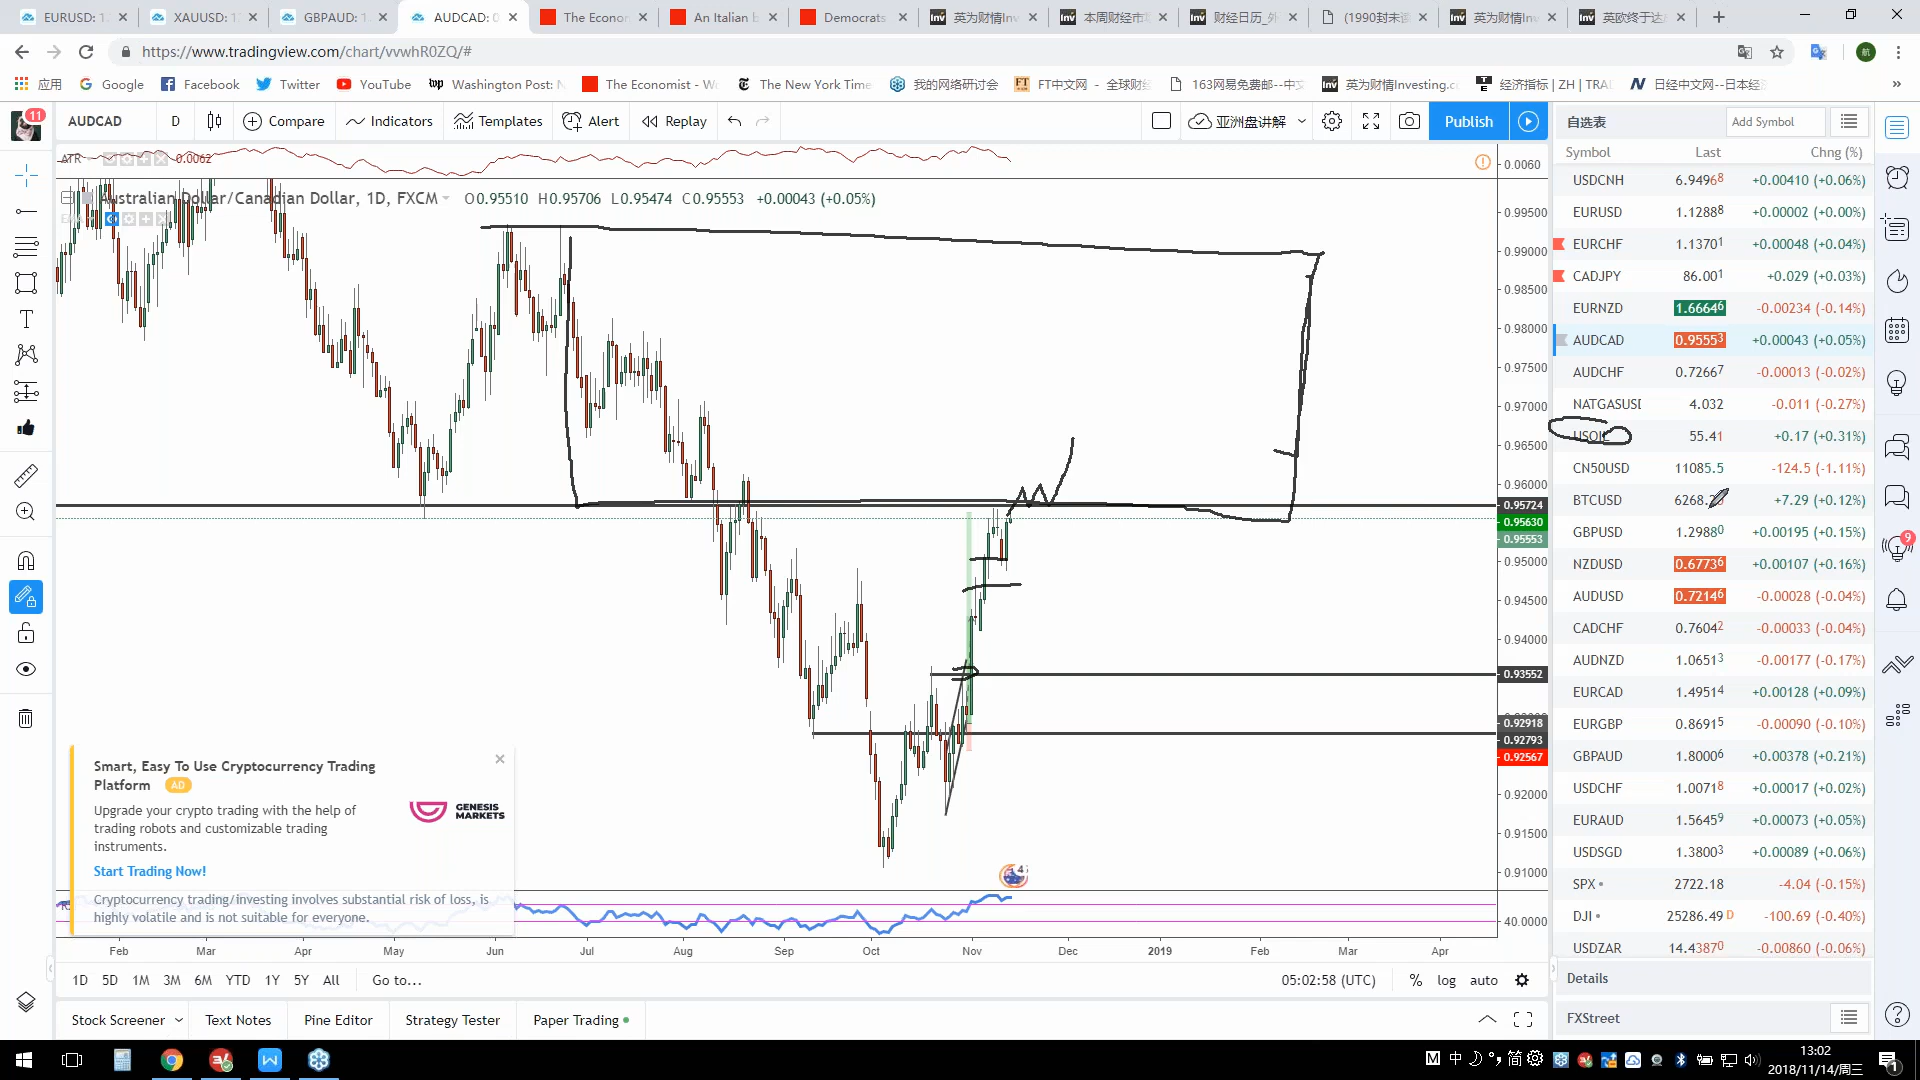 EURUSD: 1.
XAUUSD: 1
GBPAUD: 1.
AUDCAD: 0
The Econo
An Italian b
Democrats
英为财情In
本周财经市
财经日历_外
英为财情In
英欧终于达
https://www.tradingview.com/chart/vvwhR0ZQ/#
应用 Google Facebook Twitter YouTube Washington Post: The Economist - W The New York Time 我的网络研讨会 FT中文网 - 全球财经 163网易免费邮--中文 英为财情Investing.co 经济指标 | ZH | TRAD 日经中文网--日本经
11 AUDCAD D Compare Indicators Templates Alert Replay 亚洲盘讲解 Publish
ATR 0.0062
Australian Dollar/Canadian Dollar, 1D, FXCM O0.95510 H0.95706 L0.95474 C0.95553 +0.00043 (+0.05%)
0.0060
0.99500
0.99000
0.98500
0.98000
0.97500
0.97000
0.96500
0.96000
0.95724
0.95630
0.95553
0.95000
0.94500
0.94000
0.93552
0.92918
0.92793
0.92567
0.92000
0.91500
0.91000
40.0000
Smart, Easy To Use Cryptocurrency Trading
Platform AD
Upgrade your crypto trading with the help of
trading robots and customizable trading
instruments.
GENESIS
MARKETS
Start Trading Now!
Cryptocurrency trading/investing involves substantial risk of loss, is
highly volatile and is not suitable for everyone.
Feb Mar Apr May Jun Jul Aug Sep Oct Nov Dec 2019 Feb Mar Apr
1D 5D 1M 3M 6M YTD 1Y 5Y All Go to... 05:02:58 (UTC) % log auto
Stock Screener Text Notes Pine Editor Strategy Tester Paper Trading
自选表 Add Symbol
Symbol Last Chng (%)
USDCNH 6.94968 +0.00410 (+0.06%)
EURUSD 1.12888 +0.00002 (+0.00%)
EURCHF 1.13701 +0.00048 (+0.04%)
CADJPY 86.001 +0.029 (+0.03%)
EURNZD 1.66646 -0.00234 (-0.14%)
AUDCAD 0.95553 +0.00043 (+0.05%)
AUDCHF 0.72667 -0.00013 (-0.02%)
NATGASUSD 4.032 -0.011 (-0.27%)
USOIL 55.41 +0.17 (+0.31%)
CN50USD 11085.5 -124.5 (-1.11%)
BTCUSD 6268. +7.29 (+0.12%)
GBPUSD 1.29880 +0.00195 (+0.15%)
NZDUSD 0.67736 +0.00107 (+0.16%)
AUDUSD 0.72146 -0.00028 (-0.04%)
CADCHF 0.76042 -0.00033 (-0.04%)
AUDNZD 1.06513 -0.00177 (-0.17%)
EURCAD 1.49514 +0.00128 (+0.09%)
EURGBP 0.86915 -0.00090 (-0.10%)
GBPAUD 1.80006 +0.00378 (+0.21%)
USDCHF 1.00718 +0.00017 (+0.02%)
EURAUD 1.56459 +0.00073 (+0.05%)
USDSGD 1.38003 +0.00089 (+0.06%)
SPX 2722.18 -4.04 (-0.15%)
DJI 25286.49 D -100.69 (-0.40%)
USDZAR 14.43870 -0.00860 (-0.06%)
Details
FXStreet
9
中 简
13:02
2018/11/14/周三
1